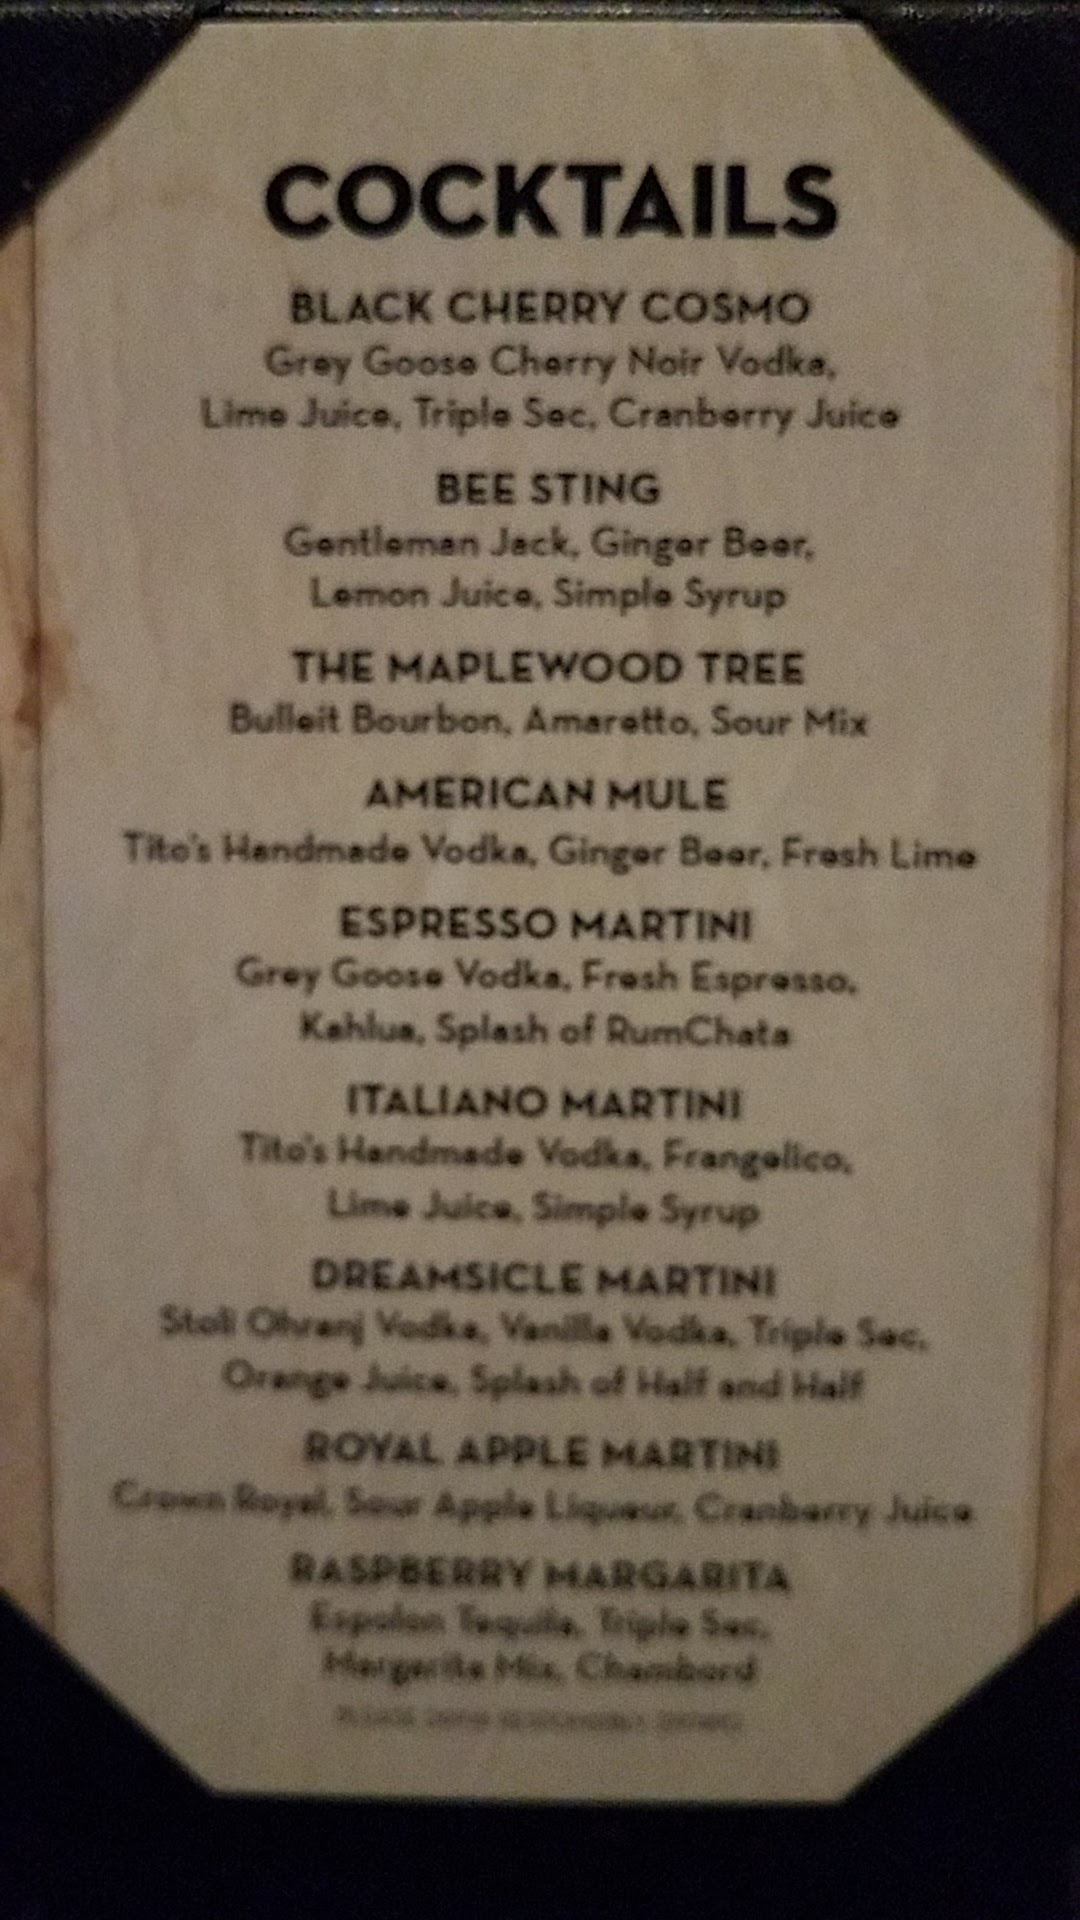 COCKTAILS
BLACK CHERRY COSMO
Grey Goose Cherry Noir Vodka,
Lime Juice, Triple Sec, Cranberry Juice
BEE STING
Gentleman Jack, Ginger Beer,
Lemon Juice, Simple Syrup
THE MAPLEWOOD TREE
Bulleit Bourbon, Amaretto, Sour Mix
AMERICAN MULE
Tito's Handmade Vodka, Ginger Beer, Fresh Lime
ESPRESSO MARTINI
Grey Goose Vodka, Fresh Espresso,
Kahlua, Splash of RumChata
ITALIANO MARTINI
Tito's Handmade Vodka, Frangelico,
Lime Juice, Simple Syrup
DREAMSICLE MARTINI
Stoli Ohranj Vodka, Vanilla Vodka, Triple Sec,
Orange Juice, Splash of Half and Half
ROYAL APPLE MARTINI
Crown Royal, Sour Apple Liqueur, Cranberry Juice
RASPBERRY MARGARITA
Espolon Tequila, Triple Sec,
Margarita Mix, Chambord
PLEASE DRINK RESPONSIBLY